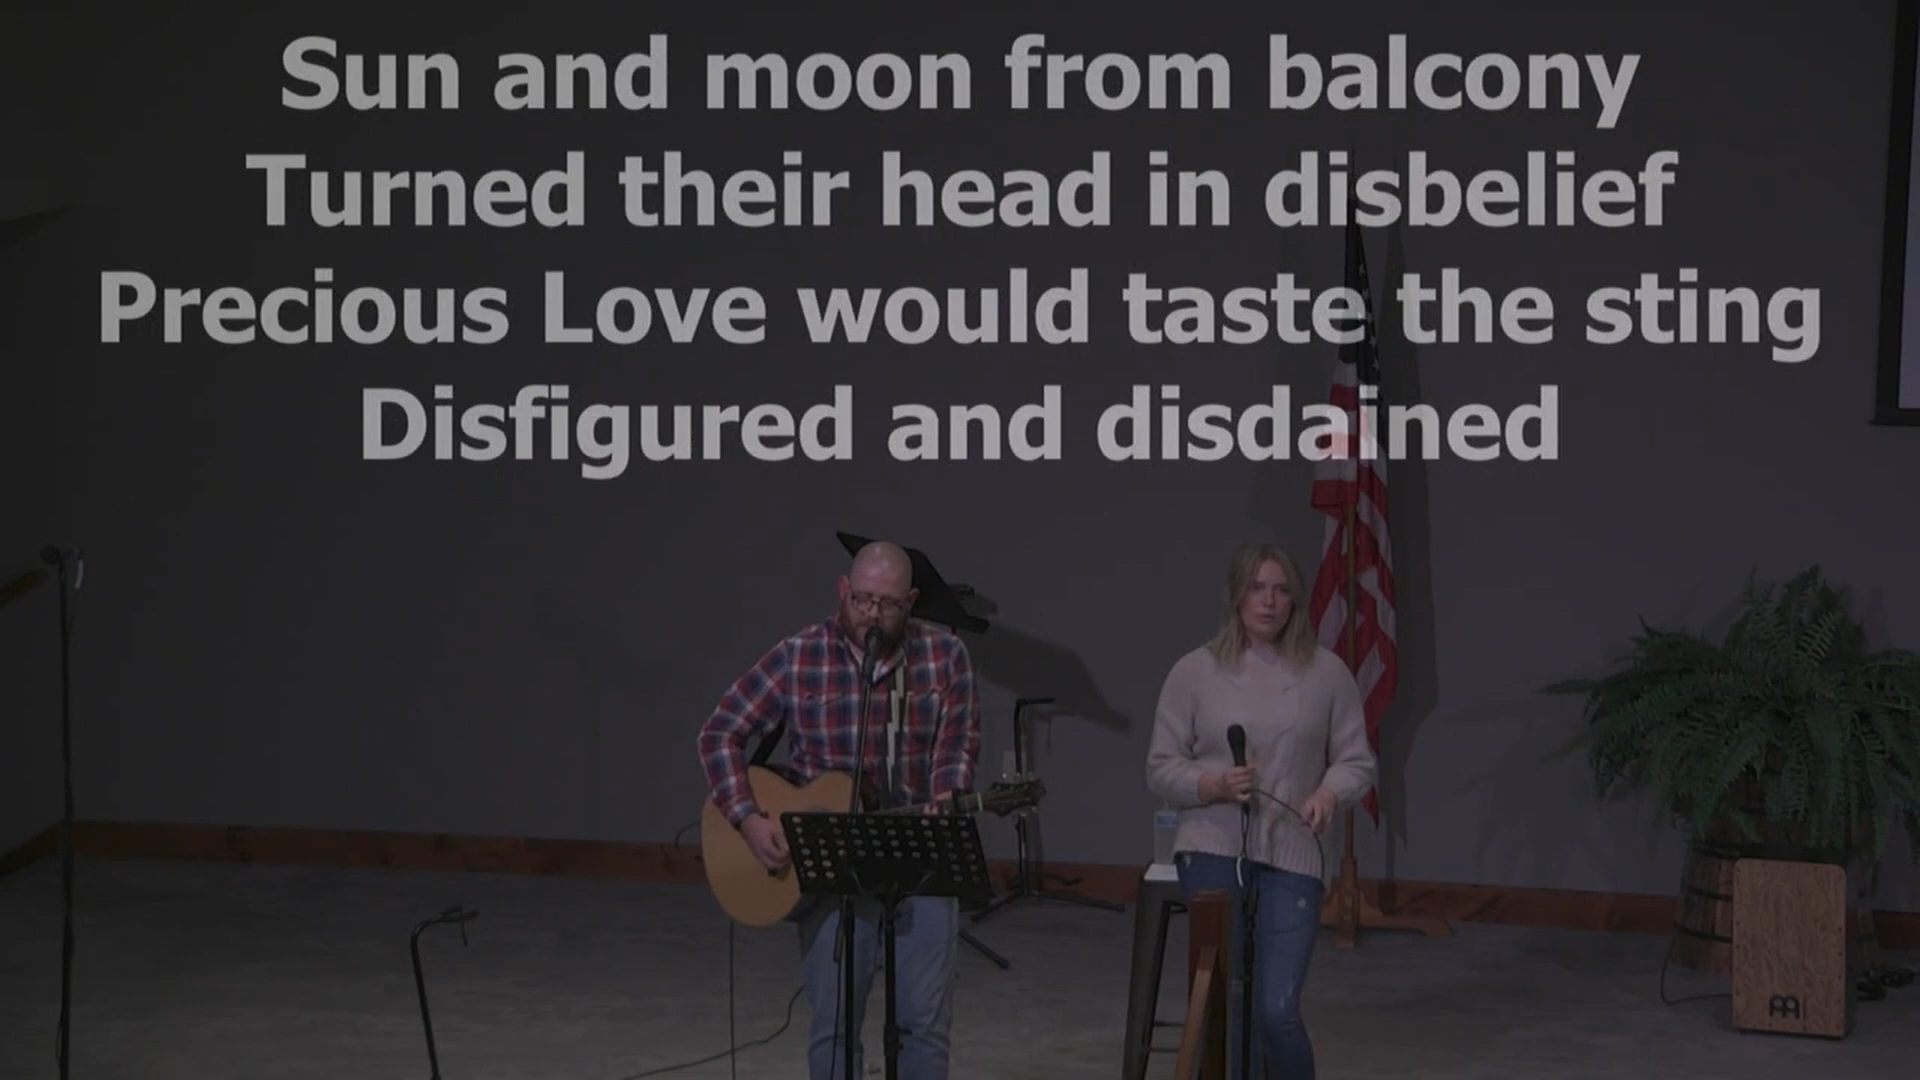 Sun and moon from balcony
Turned their head in disbelief
Precious Love would taste the sting
Disfigured and disdained